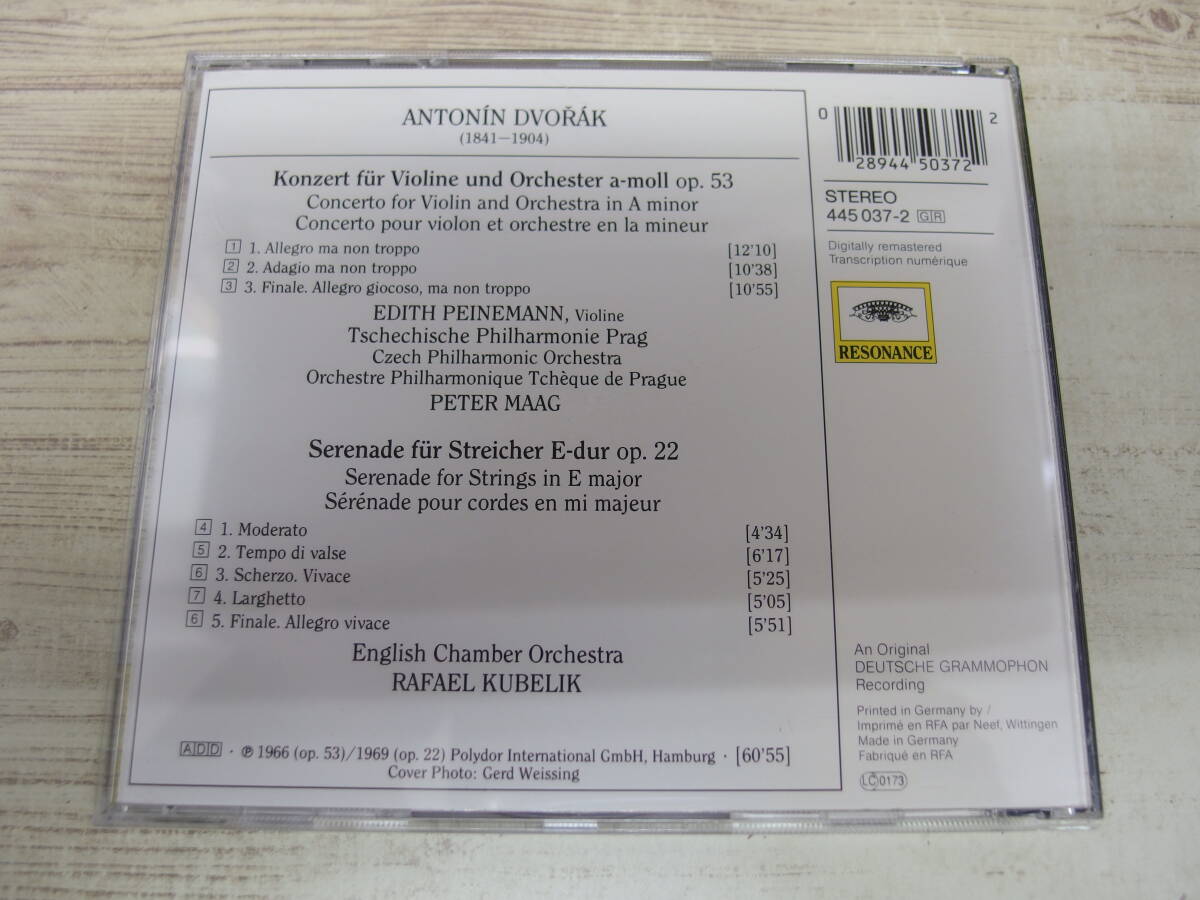 ANTONÍN DVOŘÁK
(1841—1904)
Konzert für Violine und Orchester a-moll op. 53
Concerto for Violin and Orchestra in A minor
Concerto pour violon et orchestre en la mineur
1 1. Allegro ma non troppo [12'10]
2 2. Adagio ma non troppo [10'38]
3 3. Finale. Allegro giocoso, ma non troppo [10'55]
EDITH PEINEMANN, Violine
Tschechische Philharmonie Prag
Czech Philharmonic Orchestra
Orchestre Philharmonique Tchèque de Prague
PETER MAAG
Serenade für Streicher E-dur op. 22
Serenade for Strings in E major
Sérénade pour cordes en mi majeur
4 1. Moderato [4'34]
5 2. Tempo di valse [6'17]
6 3. Scherzo. Vivace [5'25]
7 4. Larghetto [5'05]
6 5. Finale. Allegro vivace [5'51]
English Chamber Orchestra
RAFAEL KUBELIK
ADD · ℗ 1966 (op. 53)/1969 (op. 22) Polydor International GmbH, Hamburg · [60'55]
Cover Photo: Gerd Weissing
0 28944 50372 2
STEREO
445 037-2 GR
Digitally remastered
Transcription numérique
RESONANCE
An Original
DEUTSCHE GRAMMOPHON
Recording
Printed in Germany by /
Imprimé en RFA par Neef, Wittingen
Made in Germany
Fabriqué en RFA
LC 0173